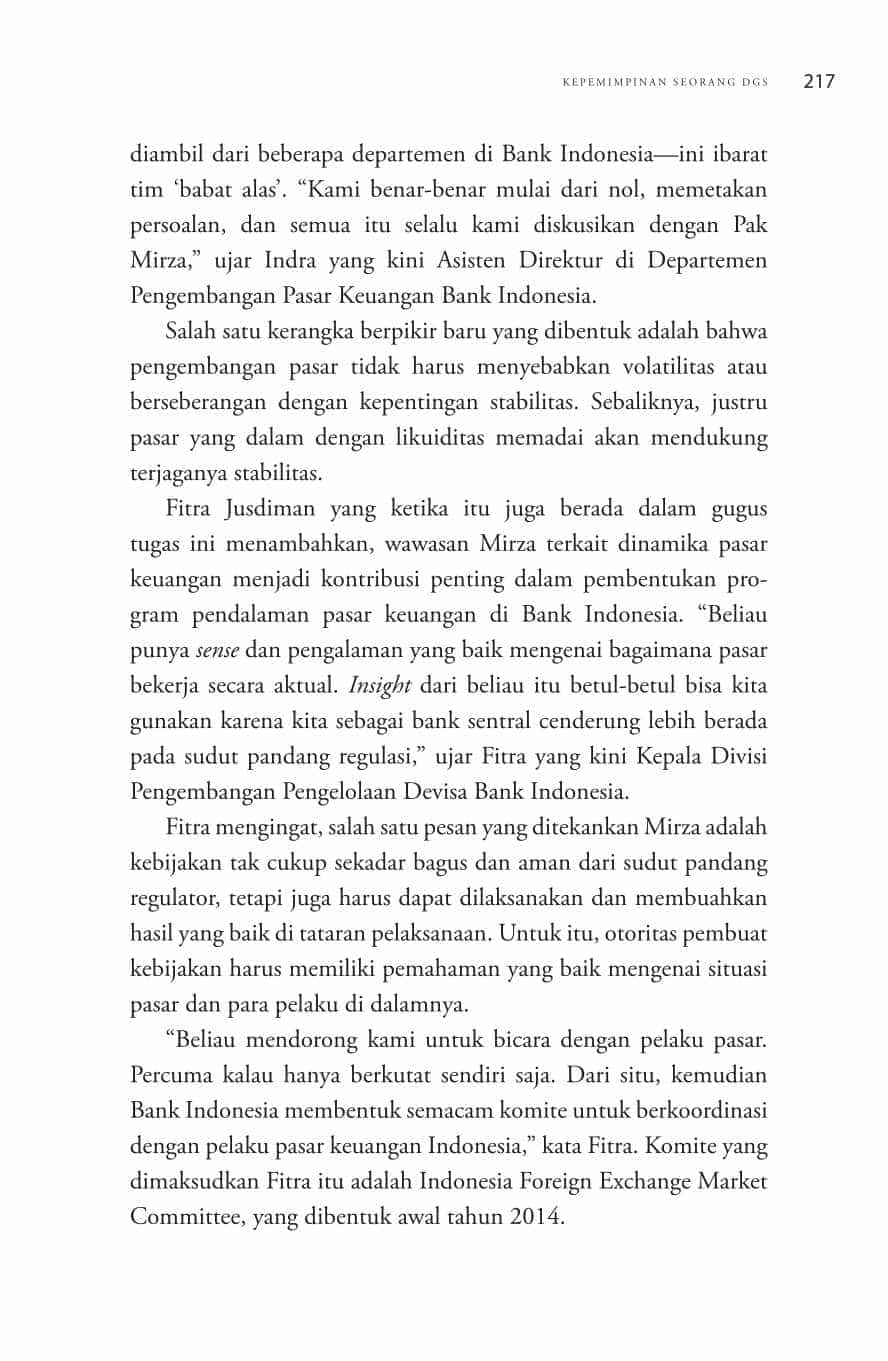 KEPEMIMPINAN SEORANG DGS 217
diambil dari beberapa departemen di Bank Indonesia—ini ibarat
tim ‘babat alas’. “Kami benar-benar mulai dari nol, memetakan
persoalan, dan semua itu selalu kami diskusikan dengan Pak
Mirza,” ujar Indra yang kini Asisten Direktur di Departemen
Pengembangan Pasar Keuangan Bank Indonesia.
Salah satu kerangka berpikir baru yang dibentuk adalah bahwa
pengembangan pasar tidak harus menyebabkan volatilitas atau
berseberangan dengan kepentingan stabilitas. Sebaliknya, justru
pasar yang dalam dengan likuiditas memadai akan mendukung
terjaganya stabilitas.
Fitra Jusdiman yang ketika itu juga berada dalam gugus
tugas ini menambahkan, wawasan Mirza terkait dinamika pasar
keuangan menjadi kontribusi penting dalam pembentukan pro-
gram pendalaman pasar keuangan di Bank Indonesia. “Beliau
punya sense dan pengalaman yang baik mengenai bagaimana pasar
bekerja secara aktual. Insight dari beliau itu betul-betul bisa kita
gunakan karena kita sebagai bank sentral cenderung lebih berada
pada sudut pandang regulasi,” ujar Fitra yang kini Kepala Divisi
Pengembangan Pengelolaan Devisa Bank Indonesia.
Fitra mengingat, salah satu pesan yang ditekankan Mirza adalah
kebijakan tak cukup sekadar bagus dan aman dari sudut pandang
regulator, tetapi juga harus dapat dilaksanakan dan membuahkan
hasil yang baik di tataran pelaksanaan. Untuk itu, otoritas pembuat
kebijakan harus memiliki pemahaman yang baik mengenai situasi
pasar dan para pelaku di dalamnya.
“Beliau mendorong kami untuk bicara dengan pelaku pasar.
Percuma kalau hanya berkutat sendiri saja. Dari situ, kemudian
Bank Indonesia membentuk semacam komite untuk berkoordinasi
dengan pelaku pasar keuangan Indonesia,” kata Fitra. Komite yang
dimaksudkan Fitra itu adalah Indonesia Foreign Exchange Market
Committee, yang dibentuk awal tahun 2014.